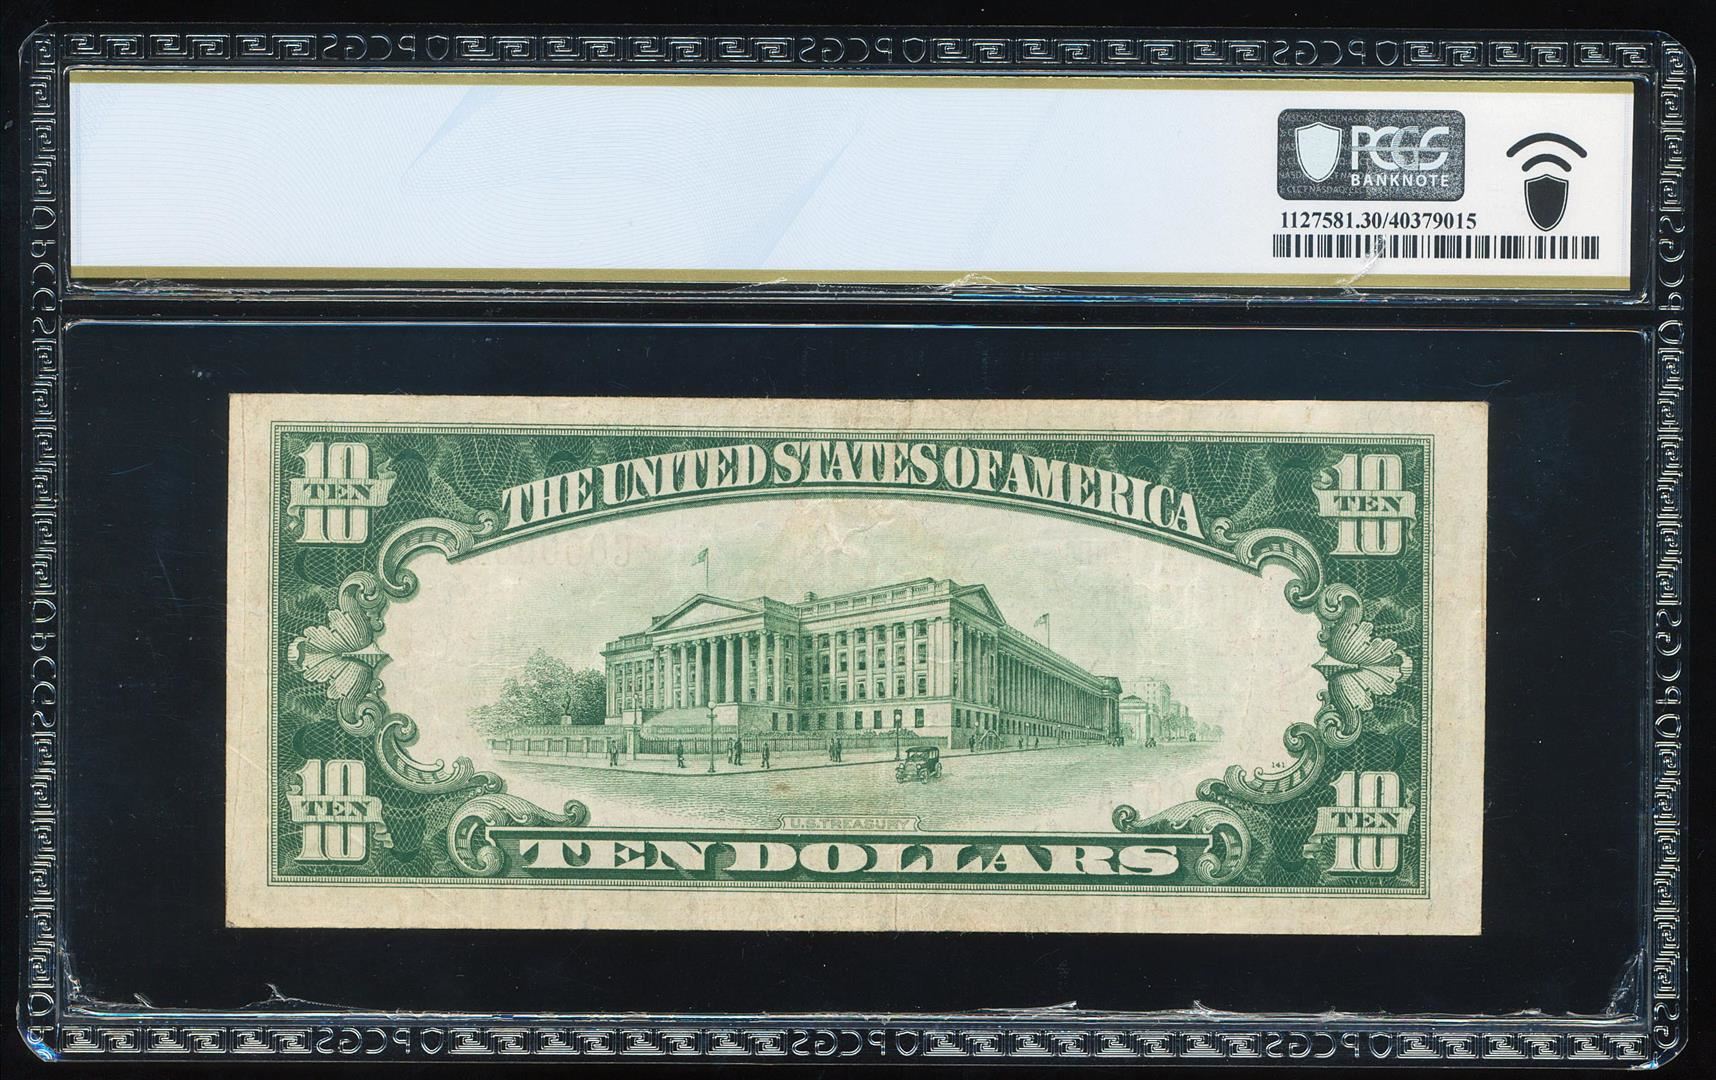 PCGS
BANKNOTE
1127581.30/40379015
10 TEN 10
THE UNITED STATES OF AMERICA
10 TEN 10
141
10 TEN 10
U.S. TREASURY
TEN DOLLARS
10 TEN 10